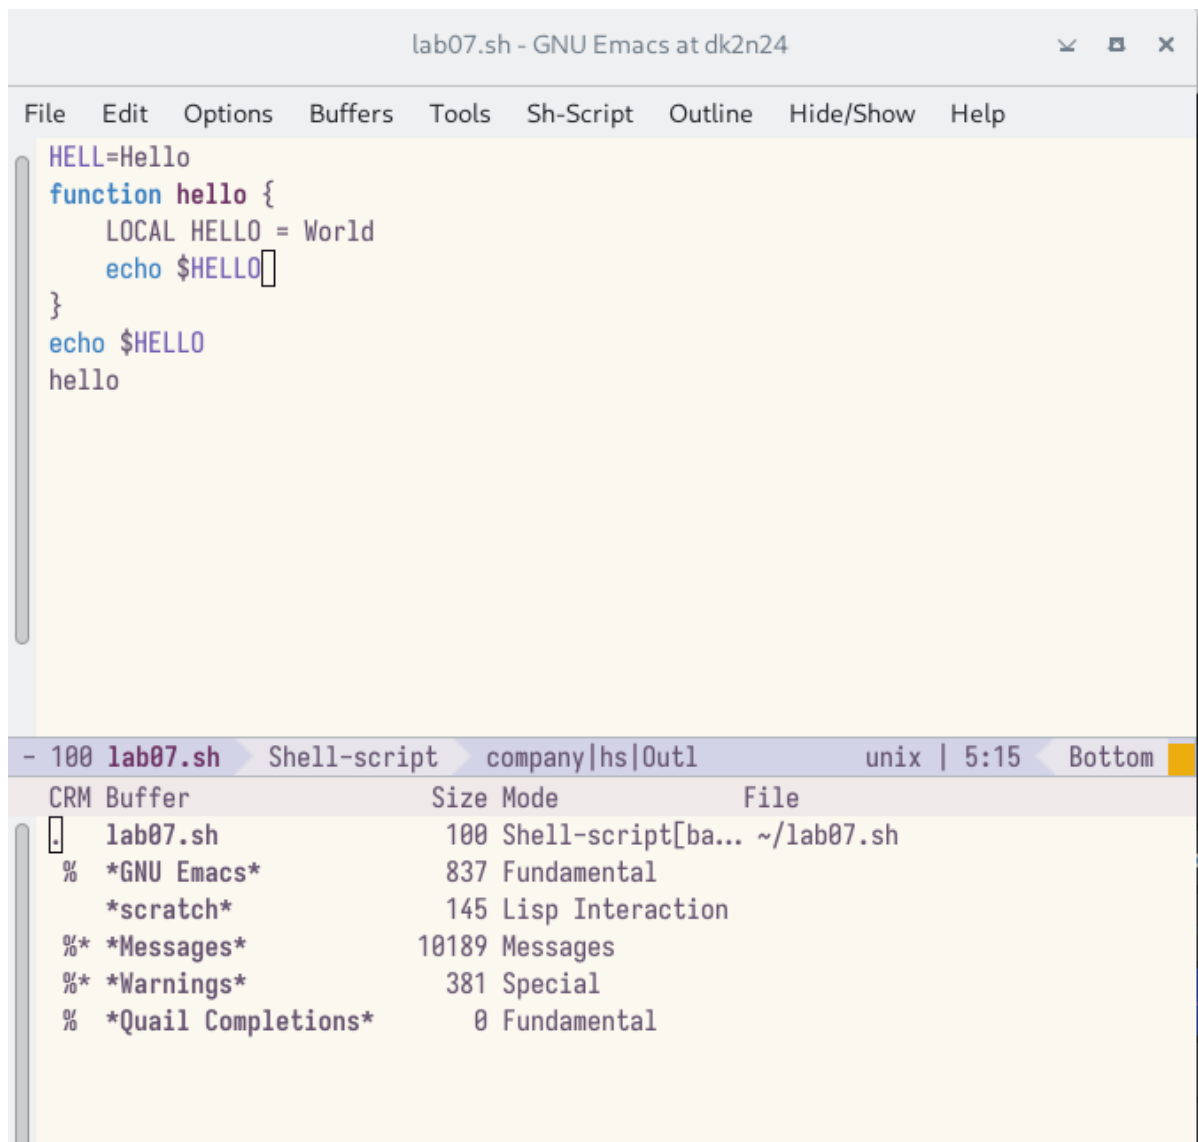 lab07.sh - GNU Emacs at dk2n24
File Edit Options Buffers Tools Sh-Script Outline Hide/Show Help
HELL=Hello
function hello {
    LOCAL HELLO = World
    echo $HELLO
}
echo $HELLO
hello
- 100 lab07.sh Shell-script company|hs|Outl unix | 5:15 Bottom
CRM Buffer Size Mode File
. lab07.sh 100 Shell-script[ba... ~/lab07.sh
% *GNU Emacs* 837 Fundamental
*scratch* 145 Lisp Interaction
%* *Messages* 10189 Messages
%* *Warnings* 381 Special
% *Quail Completions* 0 Fundamental